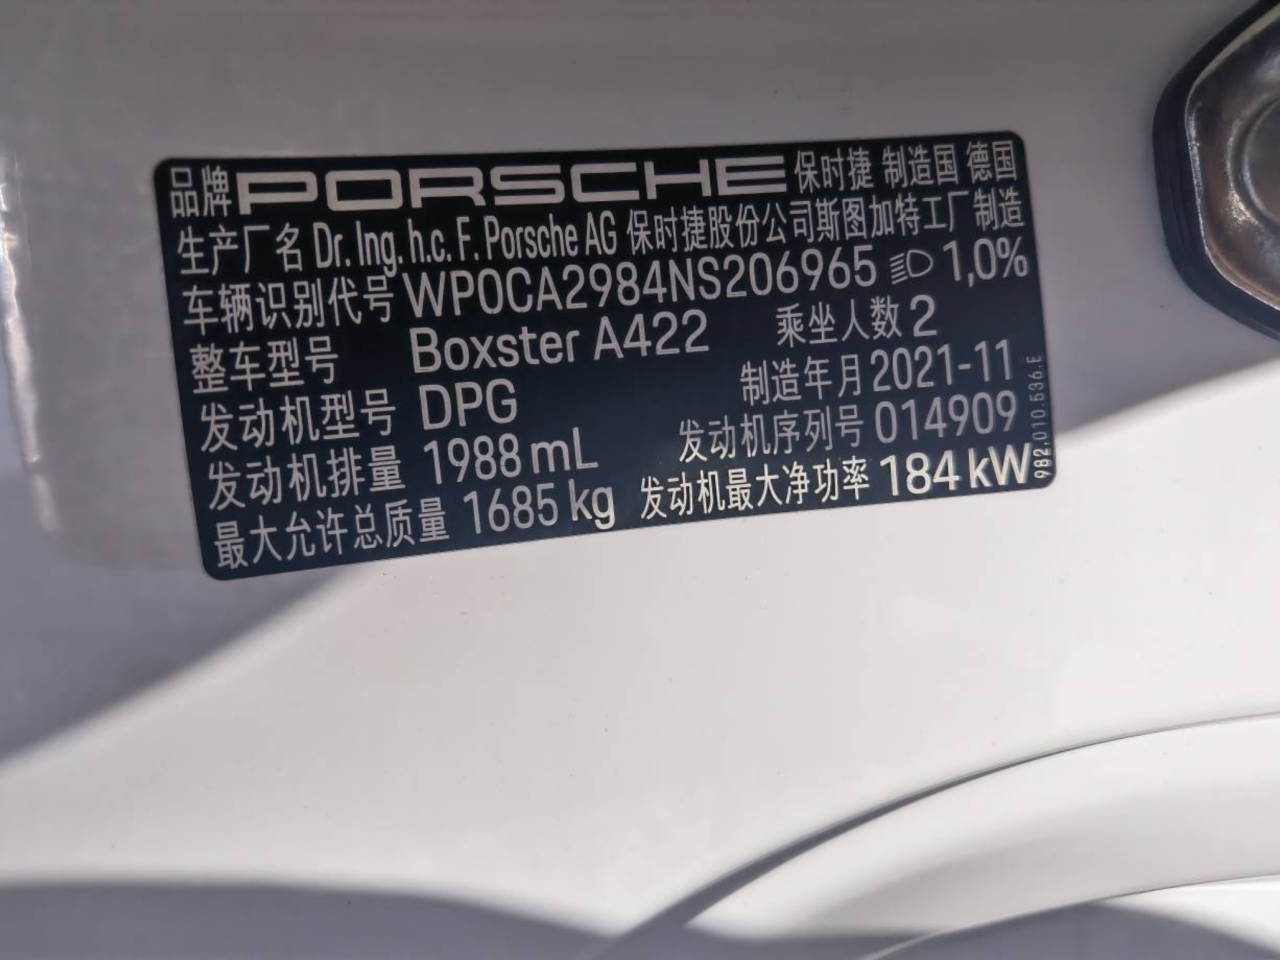 品牌 PORSCHE 保时捷 制造国 德国
生产厂名 Dr. Ing. h.c. F. Porsche AG 保时捷股份公司斯图加特工厂制造
车辆识别代号 WP0CA2984NS206965 1,0%
整车型号 Boxster A422 乘坐人数 2
发动机型号 DPG 制造年月 2021-11
发动机排量 1988 mL 发动机序列号 014909
最大允许总质量 1685 kg 发动机最大净功率 184 kW
982.010.536.E